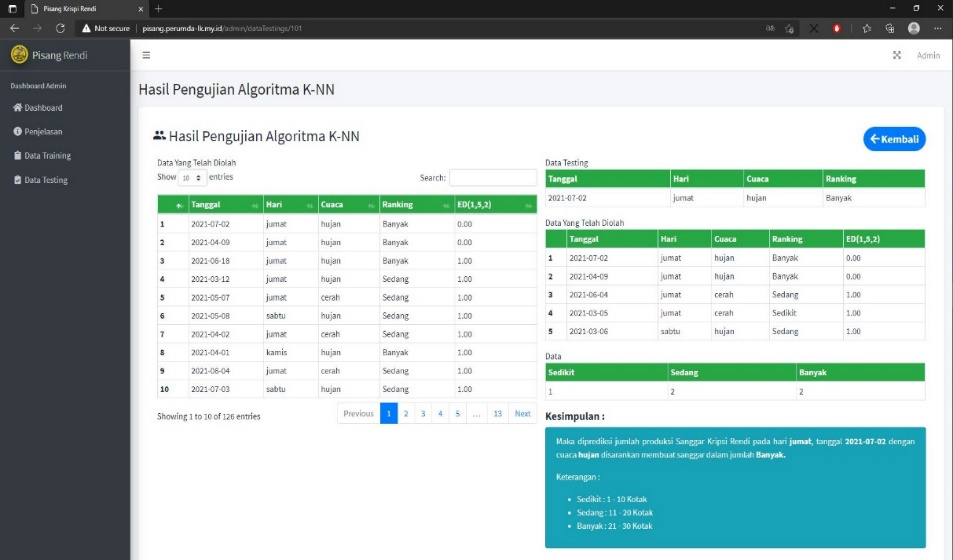 Pisang Krispi Rendi
Not secure | pisang.perumda-lk.my.id/admin/dataTestings/101
Pisang Rendi
Admin
Dashboard Admin
Dashboard
Penjelasan
Data Training
Data Testing
Hasil Pengujian Algoritma K-NN
Hasil Pengujian Algoritma K-NN
Kembali
Data Yang Telah Diolah
Show 10 entries
Search:
Tanggal Hari Cuaca Ranking ED(1,5,2)
1 2021-07-02 jumat hujan Banyak 0.00
2 2021-04-09 jumat hujan Banyak 0.00
3 2021-06-18 jumat hujan Banyak 1.00
4 2021-03-12 jumat hujan Sedang 1.00
5 2021-05-07 jumat cerah Sedang 1.00
6 2021-05-08 sabtu hujan Sedang 1.00
7 2021-04-02 jumat cerah Sedang 1.00
8 2021-04-01 kamis hujan Banyak 1.00
9 2021-06-04 jumat cerah Sedang 1.00
10 2021-07-03 sabtu hujan Sedang 1.00
Showing 1 to 10 of 126 entries
Previous 1 2 3 4 5 ... 13 Next
Data Testing
Tanggal Hari Cuaca Ranking
2021-07-02 jumat hujan Banyak
Data Yang Telah Diolah
Tanggal Hari Cuaca Ranking ED(1,5,2)
1 2021-07-02 jumat hujan Banyak 0.00
2 2021-04-09 jumat hujan Banyak 0.00
3 2021-06-04 jumat cerah Sedang 1.00
4 2021-03-05 jumat cerah Sedikit 1.00
5 2021-03-06 sabtu hujan Sedang 1.00
Data
Sedikit Sedang Banyak
1 2 2
Kesimpulan :
Maka diprediksi jumlah produksi Sanggar Kripsi Rendi pada hari jumat, tanggal 2021-07-02 dengan
cuaca hujan disarankan membuat sanggar dalam jumlah Banyak.
Keterangan :
• Sedikit : 1 - 10 Kotak
• Sedang : 11 - 20 Kotak
• Banyak : 21 - 30 Kotak